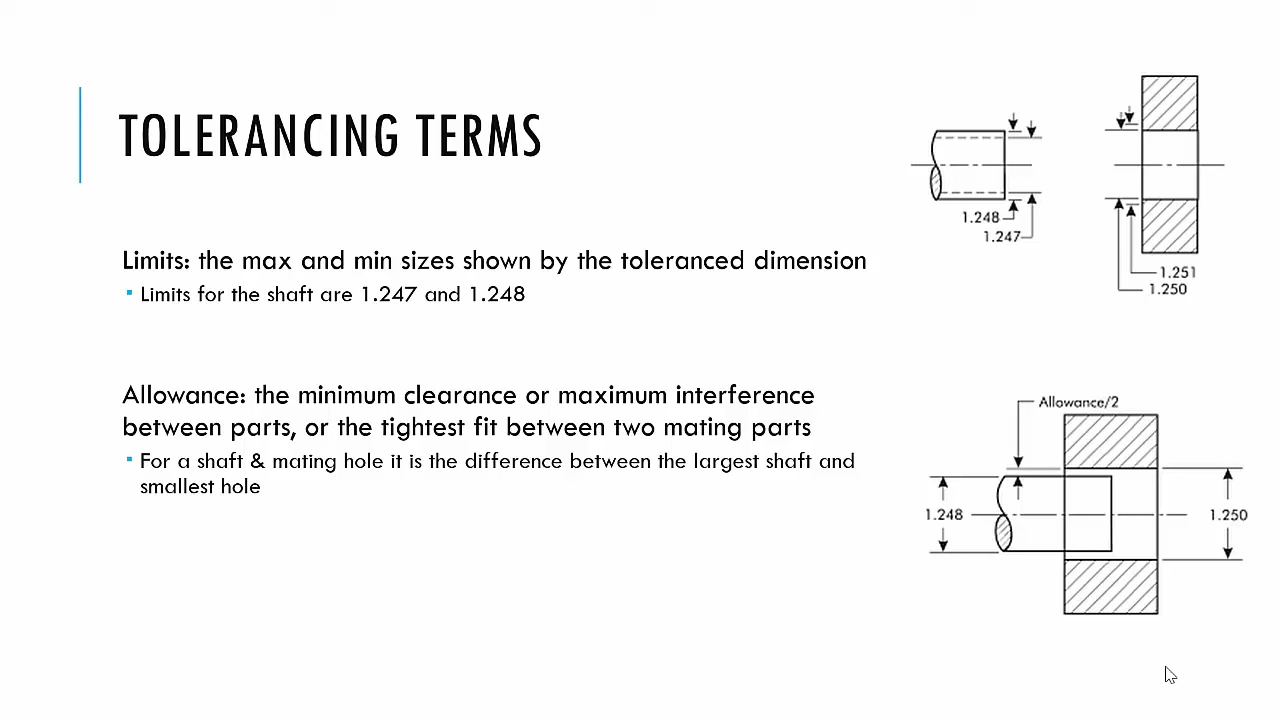 TOLERANCING TERMS
Limits: the max and min sizes shown by the toleranced dimension
Limits for the shaft are 1.247 and 1.248
Allowance: the minimum clearance or maximum interference
between parts, or the tightest fit between two mating parts
For a shaft & mating hole it is the difference between the largest shaft and
smallest hole
1.248
1.247
1.251
1.250
Allowance/2
1.248
1.250